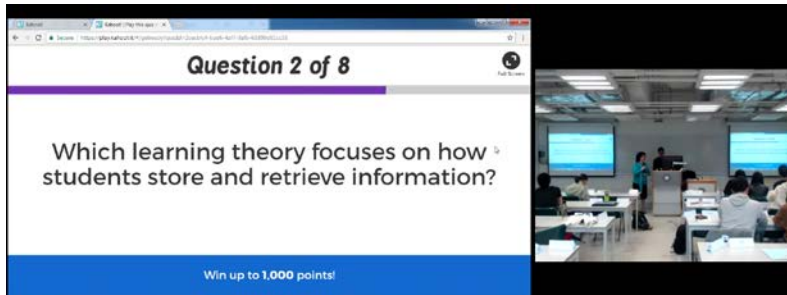 Kahoot!
Question 2 of 8
Full Screen
Which learning theory focuses on how
students store and retrieve information?
Win up to 1,000 points!